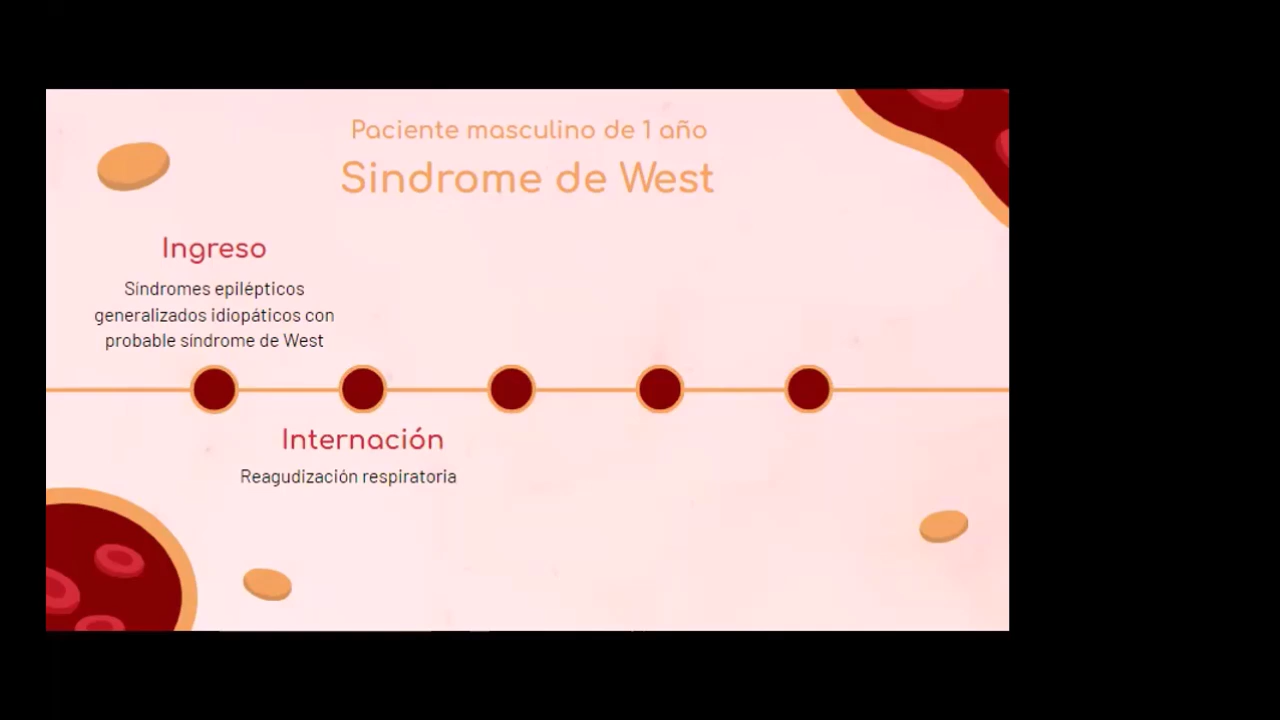 Paciente masculino de 1 año
Sindrome de West
Ingreso
Síndromes epilépticos
generalizados idiopáticos con
probable síndrome de West
Internación
Reagudización respiratoria